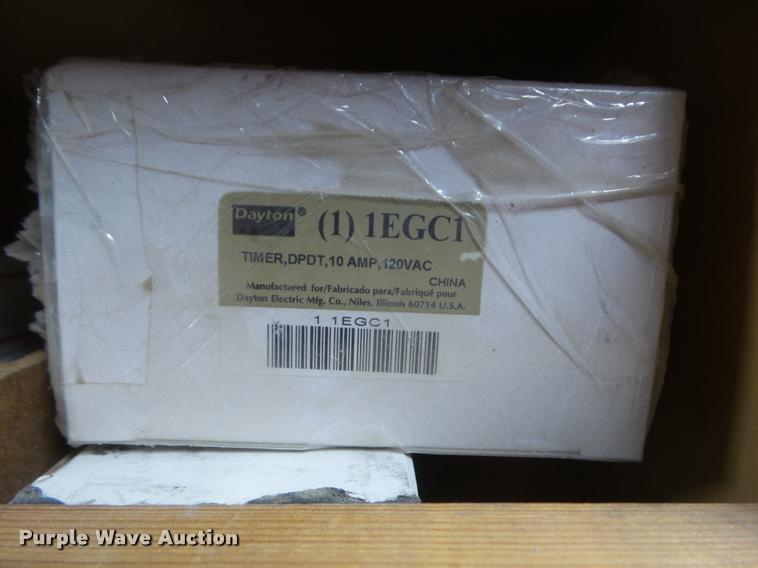 Dayton® (1) 1EGC1
TIMER,DPDT,10 AMP,120VAC
CHINA
Manufactured for/Fabricado para/Fabriqué pour
Dayton Electric Mfg. Co., Niles, Illinois 60714 U.S.A.
1 1EGC1
Purple Wave Auction